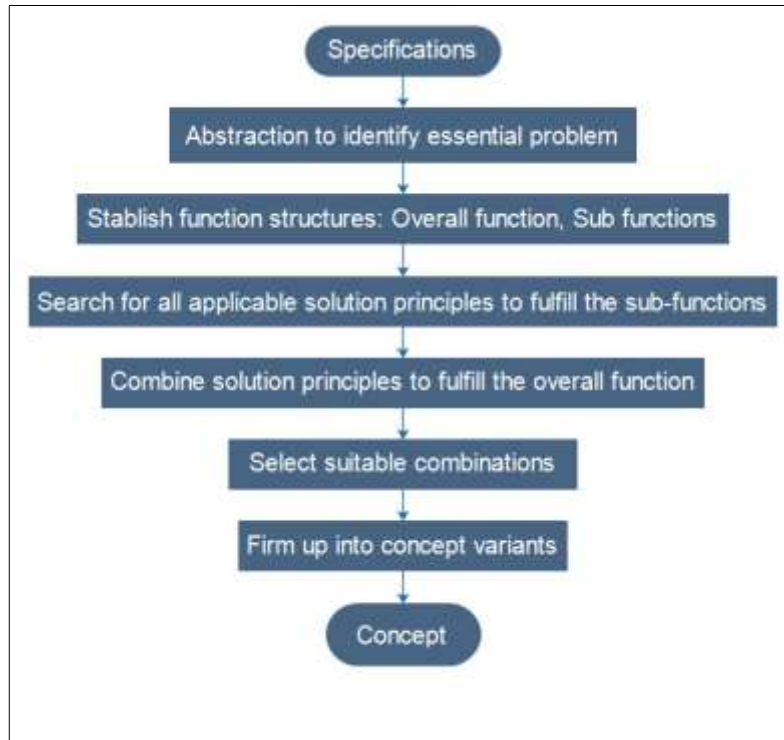 Specifications
Abstraction to identify essential problem
Stablish function structures: Overall function, Sub functions
Search for all applicable solution principles to fulfill the sub-functions
Combine solution principles to fulfill the overall function
Select suitable combinations
Firm up into concept variants
Concept